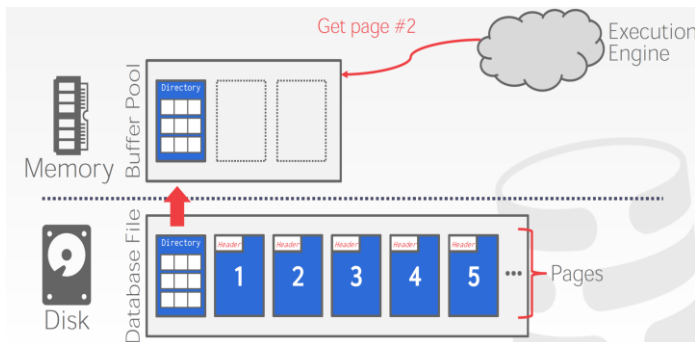 Get page #2
Execution
Engine
Buffer Pool
Directory
Memory
Database File
Directory
Header
1
Header
2
Header
3
Header
4
Header
5
...
Pages
Disk